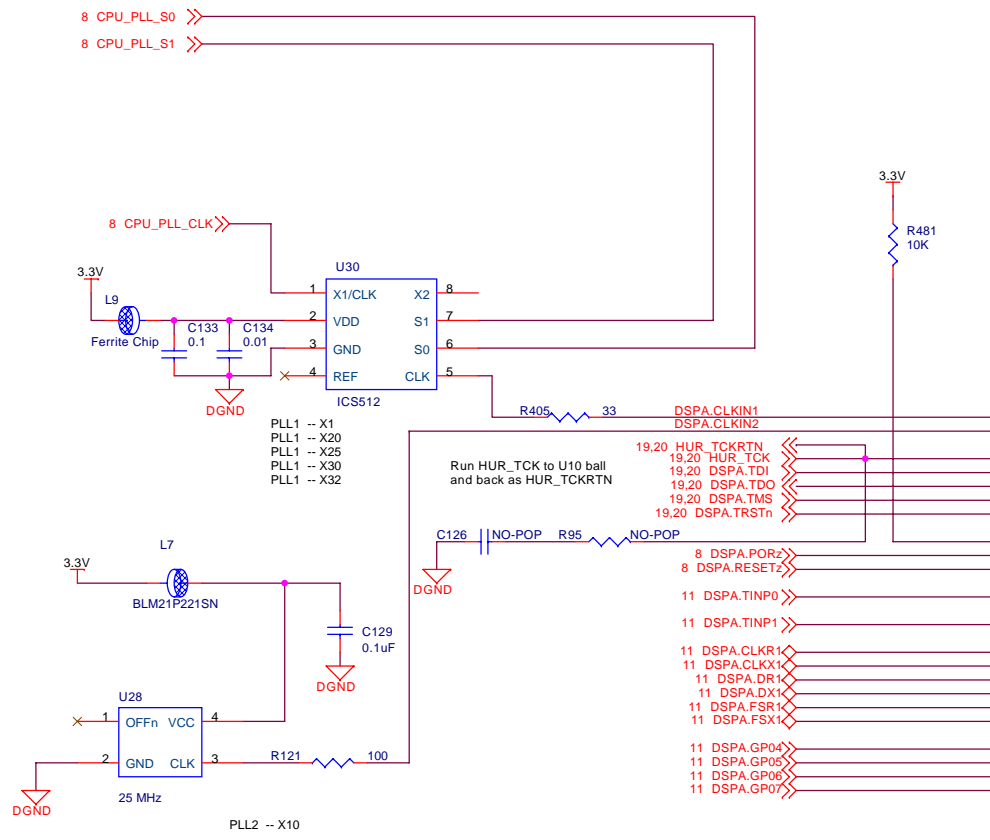 8 CPU_PLL_S0
8 CPU_PLL_S1
3.3V
R481
10K
8 CPU_PLL_CLK
U30
3.3V
1 X1/CLK X2 8
L9
2 VDD S1 7
C133
0.1
C134
0.01
Ferrite Chip
3 GND S0 6
4 REF CLK 5
DGND
ICS512
R405 33 DSPA.CLKIN1
DSPA.CLKIN2
PLL1 -- X1
PLL1 -- X20
PLL1 -- X25
PLL1 -- X30
PLL1 -- X32
Run HUR_TCK to U10 ball
and back as HUR_TCKRTN
19,20 HUR_TCKRTN
19,20 HUR_TCK
19,20 DSPA.TDI
19,20 DSPA.TDO
19,20 DSPA.TMS
19,20 DSPA.TRSTn
C126 NO-POP R95 NO-POP
DGND
8 DSPA.PORz
8 DSPA.RESETz
11 DSPA.TINP0
11 DSPA.TINP1
11 DSPA.CLKR1
11 DSPA.CLKX1
11 DSPA.DR1
11 DSPA.DX1
11 DSPA.FSR1
11 DSPA.FSX1
11 DSPA.GP04
11 DSPA.GP05
11 DSPA.GP06
11 DSPA.GP07
L7
3.3V
BLM21P221SN
C129
0.1uF
DGND
U28
1 OFFn VCC 4
2 GND CLK 3
R121 100
25 MHz
DGND
PLL2 -- X10